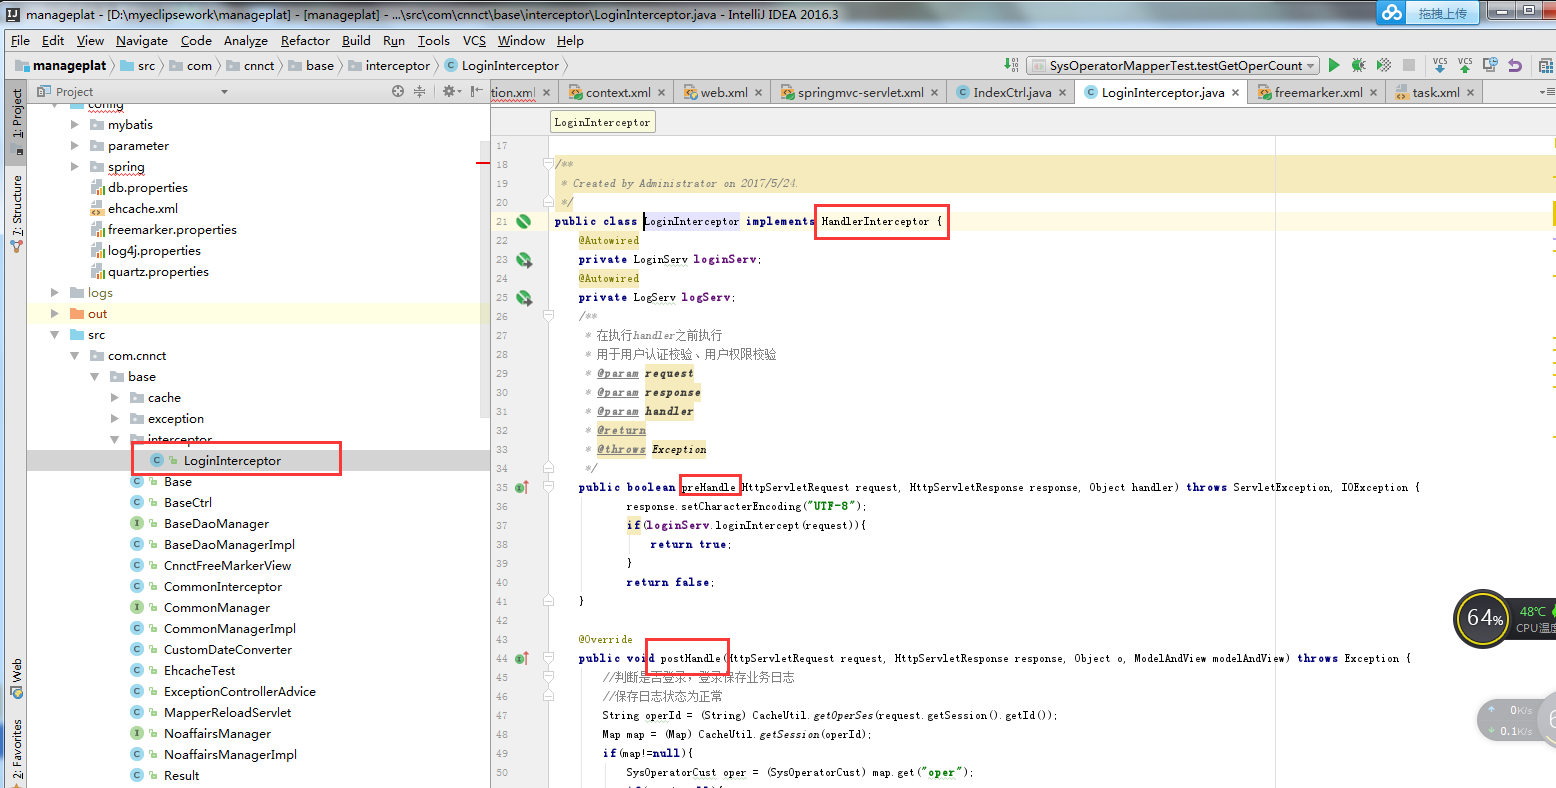 manageplat - [D:\myeclipsework\manageplat] - [manageplat] - ...\src\com\cnnct\base\interceptor\LoginInterceptor.java - IntelliJ IDEA 2016.3
拖拽上传
File Edit View Navigate Code Analyze Refactor Build Run Tools VCS Window Help
manageplat src com cnnct base interceptor LoginInterceptor
SysOperatorMapperTest.testGetOperCount
VCS VCS
1: Project
7: Structure
Web
2: Favorites
Project
config
mybatis
parameter
spring
db.properties
ehcache.xml
freemarker.properties
log4j.properties
quartz.properties
logs
out
src
com.cnnct
base
cache
exception
interceptor
LoginInterceptor
Base
BaseCtrl
BaseDaoManager
BaseDaoManagerImpl
CnnctFreeMarkerView
CommonInterceptor
CommonManager
CommonManagerImpl
CustomDateConverter
EhcacheTest
ExceptionControllerAdvice
MapperReloadServlet
NoaffairsManager
NoaffairsManagerImpl
Result
tion.xml context.xml web.xml springmvc-servlet.xml IndexCtrl.java LoginInterceptor.java freemarker.xml task.xml
LoginInterceptor
17
18 /**
19 * Created by Administrator on 2017/5/24.
20 */
21 public class LoginInterceptor implements HandlerInterceptor {
22 @Autowired
23 private LoginServ loginServ;
24 @Autowired
25 private LogServ logServ;
26 /**
27 * 在执行handler之前执行
28 * 用于用户认证校验、用户权限校验
29 * @param request
30 * @param response
31 * @param handler
32 * @return
33 * @throws Exception
34 */
35 public boolean preHandle(HttpServletRequest request, HttpServletResponse response, Object handler) throws ServletException, IOException {
36 response.setCharacterEncoding("UTF-8");
37 if(loginServ.loginIntercept(request)){
38 return true;
39 }
40 return false;
41 }
42
43 @Override
44 public void postHandle(HttpServletRequest request, HttpServletResponse response, Object o, ModelAndView modelAndView) throws Exception {
45 //判断是否登录，登录保存业务日志
46 //保存日志状态为正常
47 String operId = (String) CacheUtil.getOperSes(request.getSession().getId());
48 Map map = (Map) CacheUtil.getSession(operId);
49 if(map!=null){
50 SysOperatorCust oper = (SysOperatorCust) map.get("oper");
64%
48℃
CPU温度
0K/s
0.1K/s